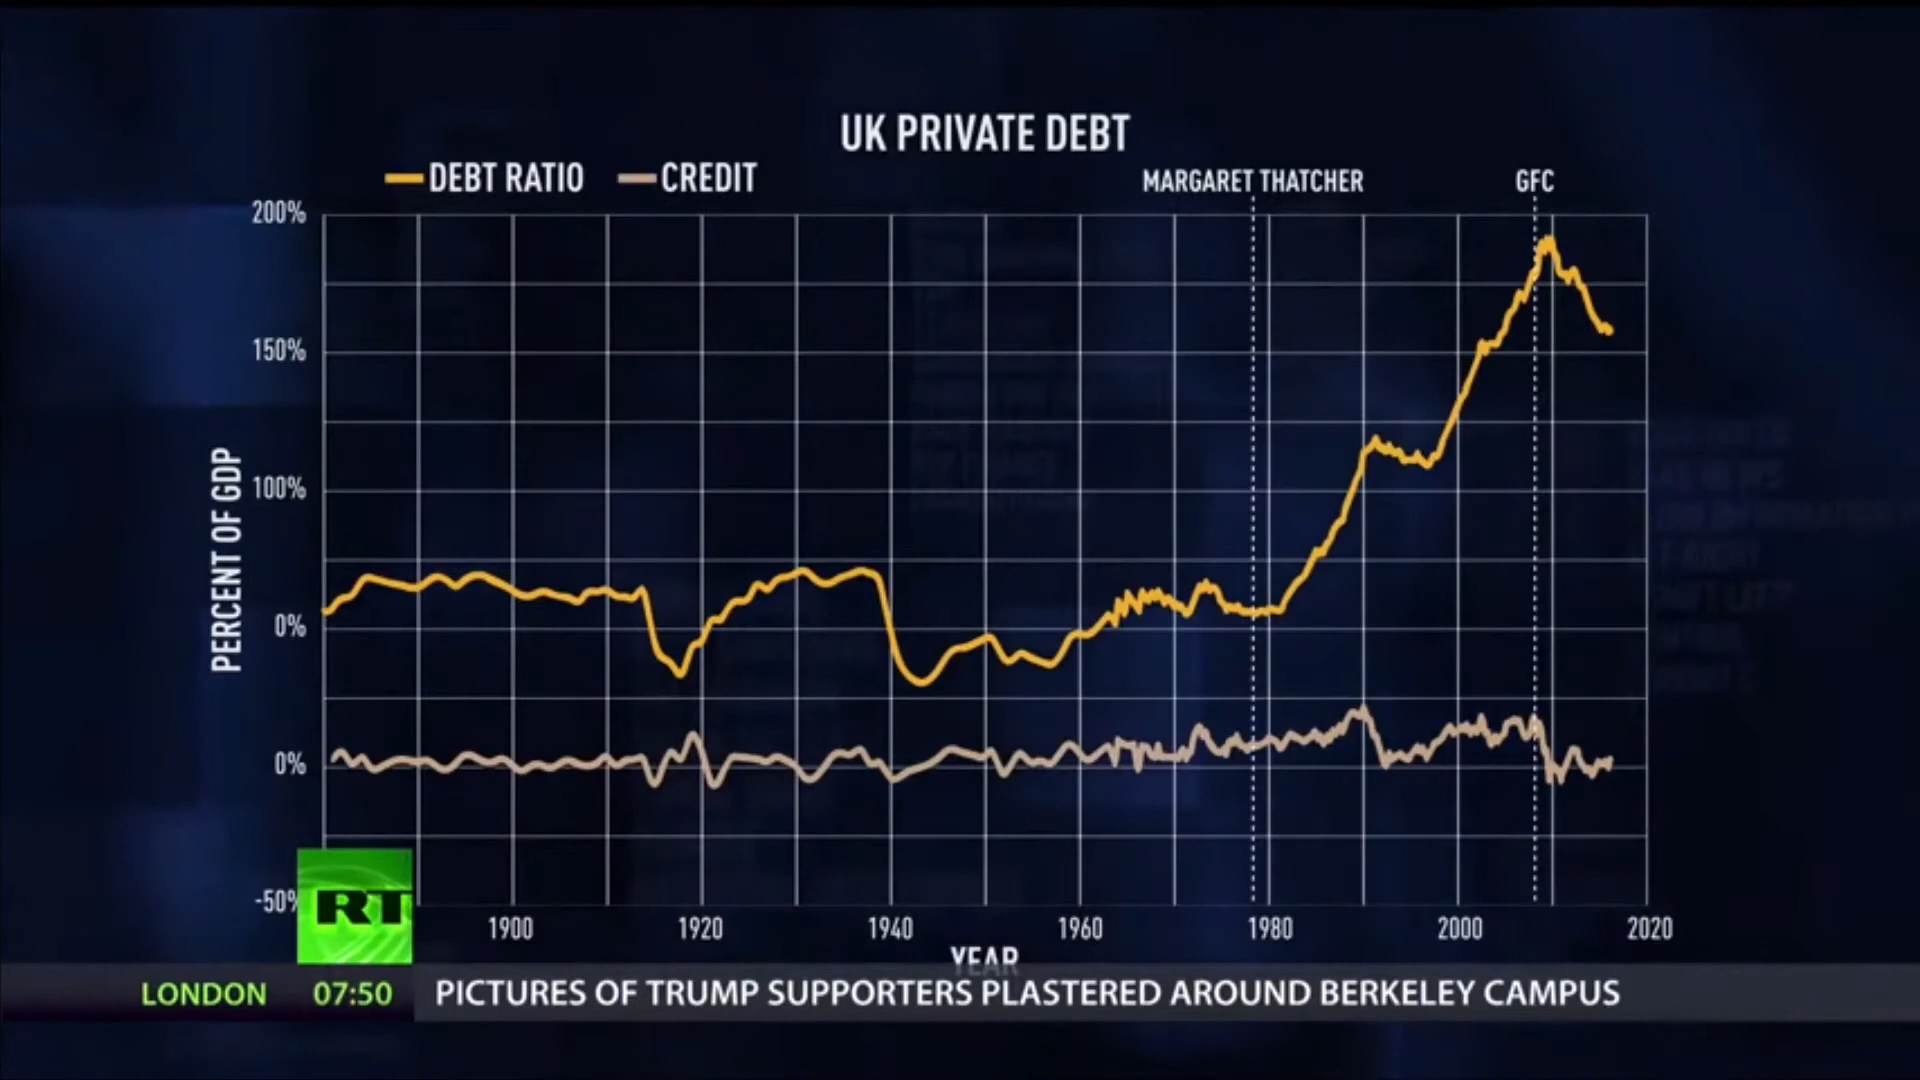 UK PRIVATE DEBT
DEBT RATIO CREDIT
MARGARET THATCHER GFC
200%
150%
100%
0%
0%
-50%
PERCENT OF GDP
1900 1920 1940 1960 1980 2000 2020
YEAR
RT
LONDON 07:50 PICTURES OF TRUMP SUPPORTERS PLASTERED AROUND BERKELEY CAMPUS